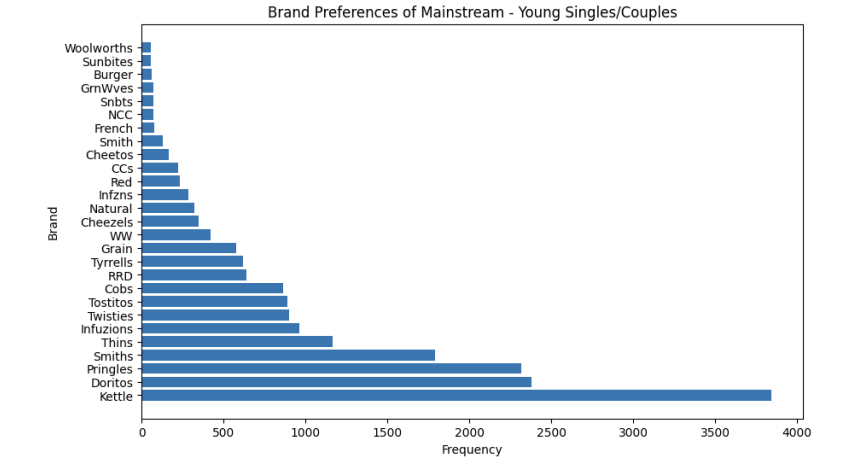 Brand Preferences of Mainstream - Young Singles/Couples
Woolworths
Sunbites
Burger
GrnWves
Snbts
NCC
French
Smith
Cheetos
CCs
Red
Infzns
Natural
Cheezels
WW
Grain
Tyrrells
RRD
Cobs
Tostitos
Twisties
Infuzions
Thins
Smiths
Pringles
Doritos
Kettle
Brand
0 500 1000 1500 2000 2500 3000 3500 4000
Frequency